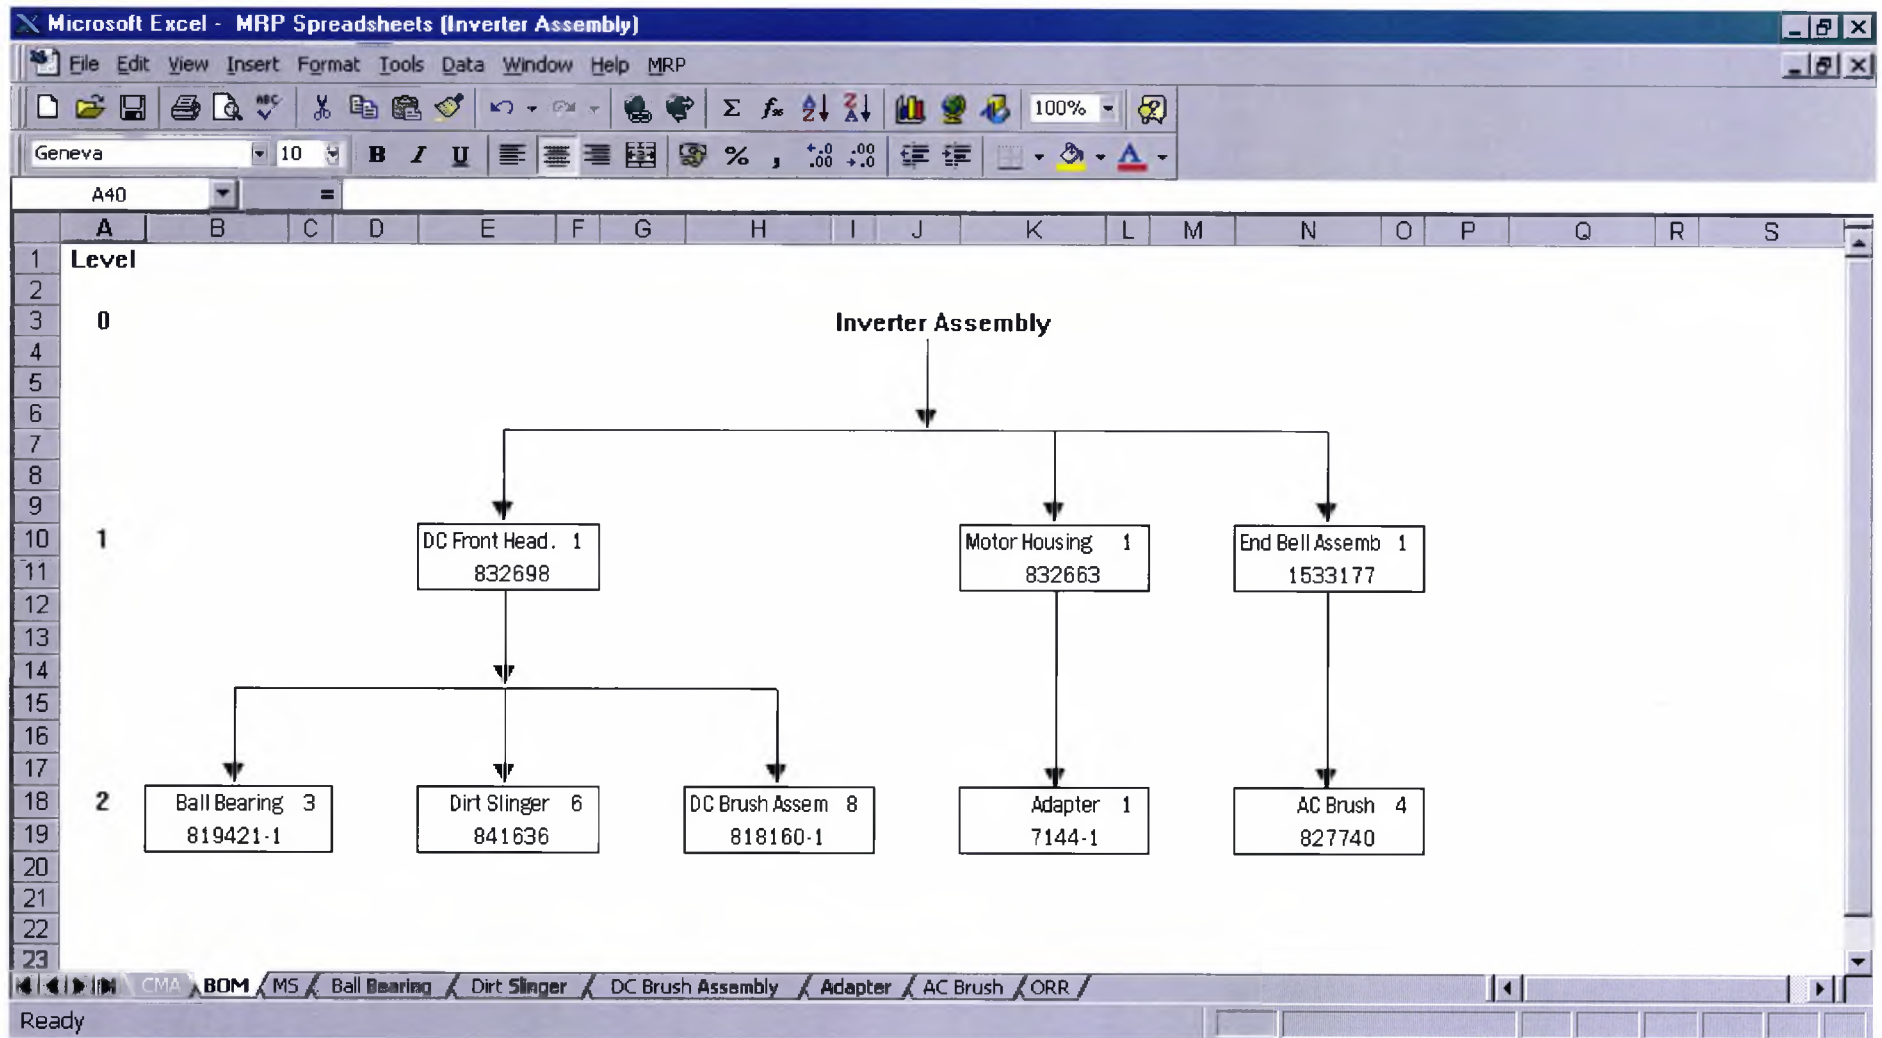 Microsoft Excel - MRP Spreadsheets (Inverter Assembly)
File Edit View Insert Format Tools Data Window Help MRP
100%
Geneva 10 B I U % ,
A40 =
A B C D E F G H I J K L M N O P Q R S
1 Level
2
3 0 Inverter Assembly
4
5
6
7
8
9
10 1 DC Front Head. 1 Motor Housing 1 End Bell Assemb 1
11 832698 832663 1533177
12
13
14
15
16
17
18 2 Ball Bearing 3 Dirt Slinger 6 DC Brush Assem 8 Adapter 1 AC Brush 4
19 819421-1 841636 818160-1 7144-1 827740
20
21
22
23
CMA BOM MS Ball Bearing Dirt Slinger DC Brush Assembly Adapter AC Brush ORR
Ready